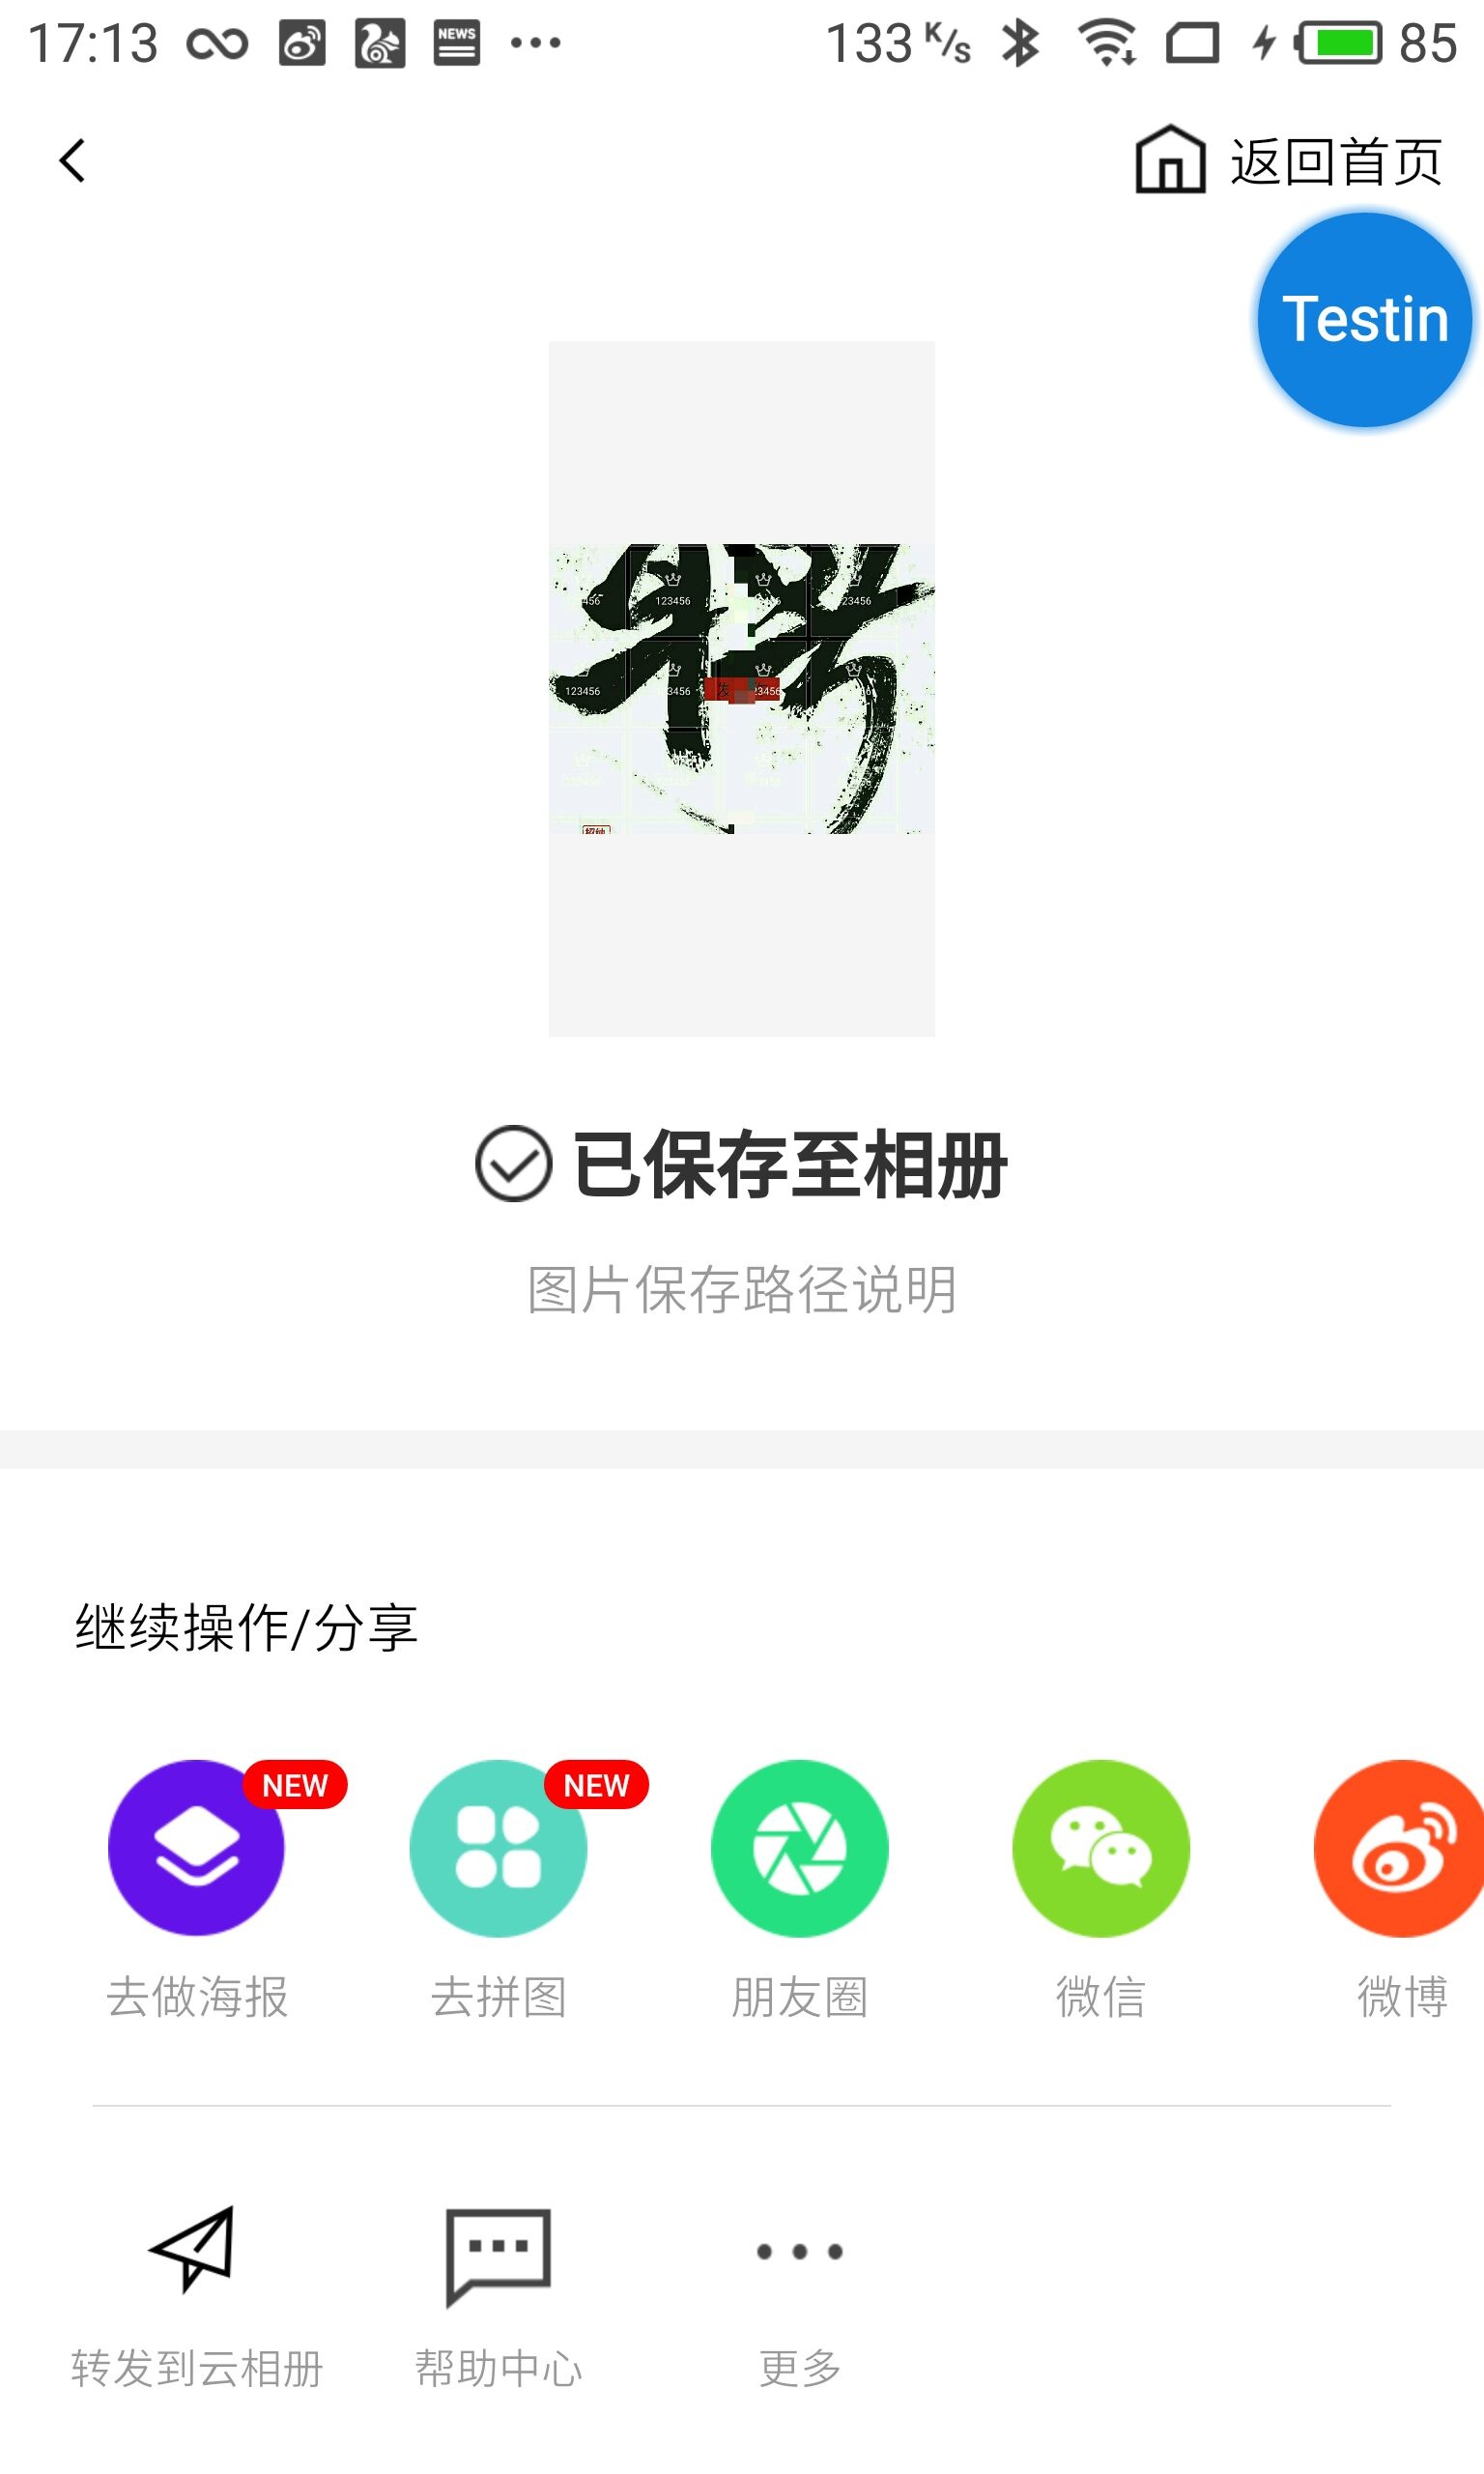 17:13 NEWS 133 K/s 85
返回首页
Testin
123456
123456
已保存至相册
图片保存路径说明
继续操作/分享
NEW NEW
去做海报 去拼图 朋友圈 微信 微博
转发到云相册 帮助中心 更多